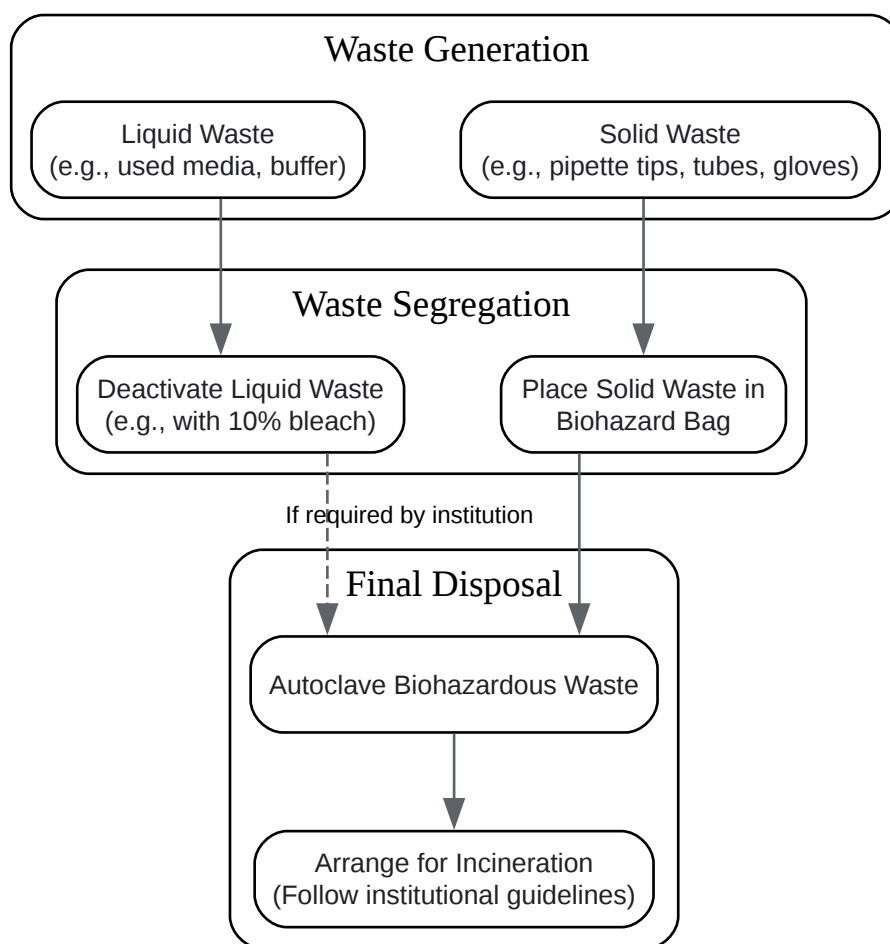 Waste Generation
Liquid Waste
(e.g., used media, buffer)
Solid Waste
(e.g., pipette tips, tubes, gloves)
Waste Segregation
Deactivate Liquid Waste
(e.g., with 10% bleach)
Place Solid Waste in
Biohazard Bag
If required by institution
Final Disposal
Autoclave Biohazardous Waste
Arrange for Incineration
(Follow institutional guidelines)